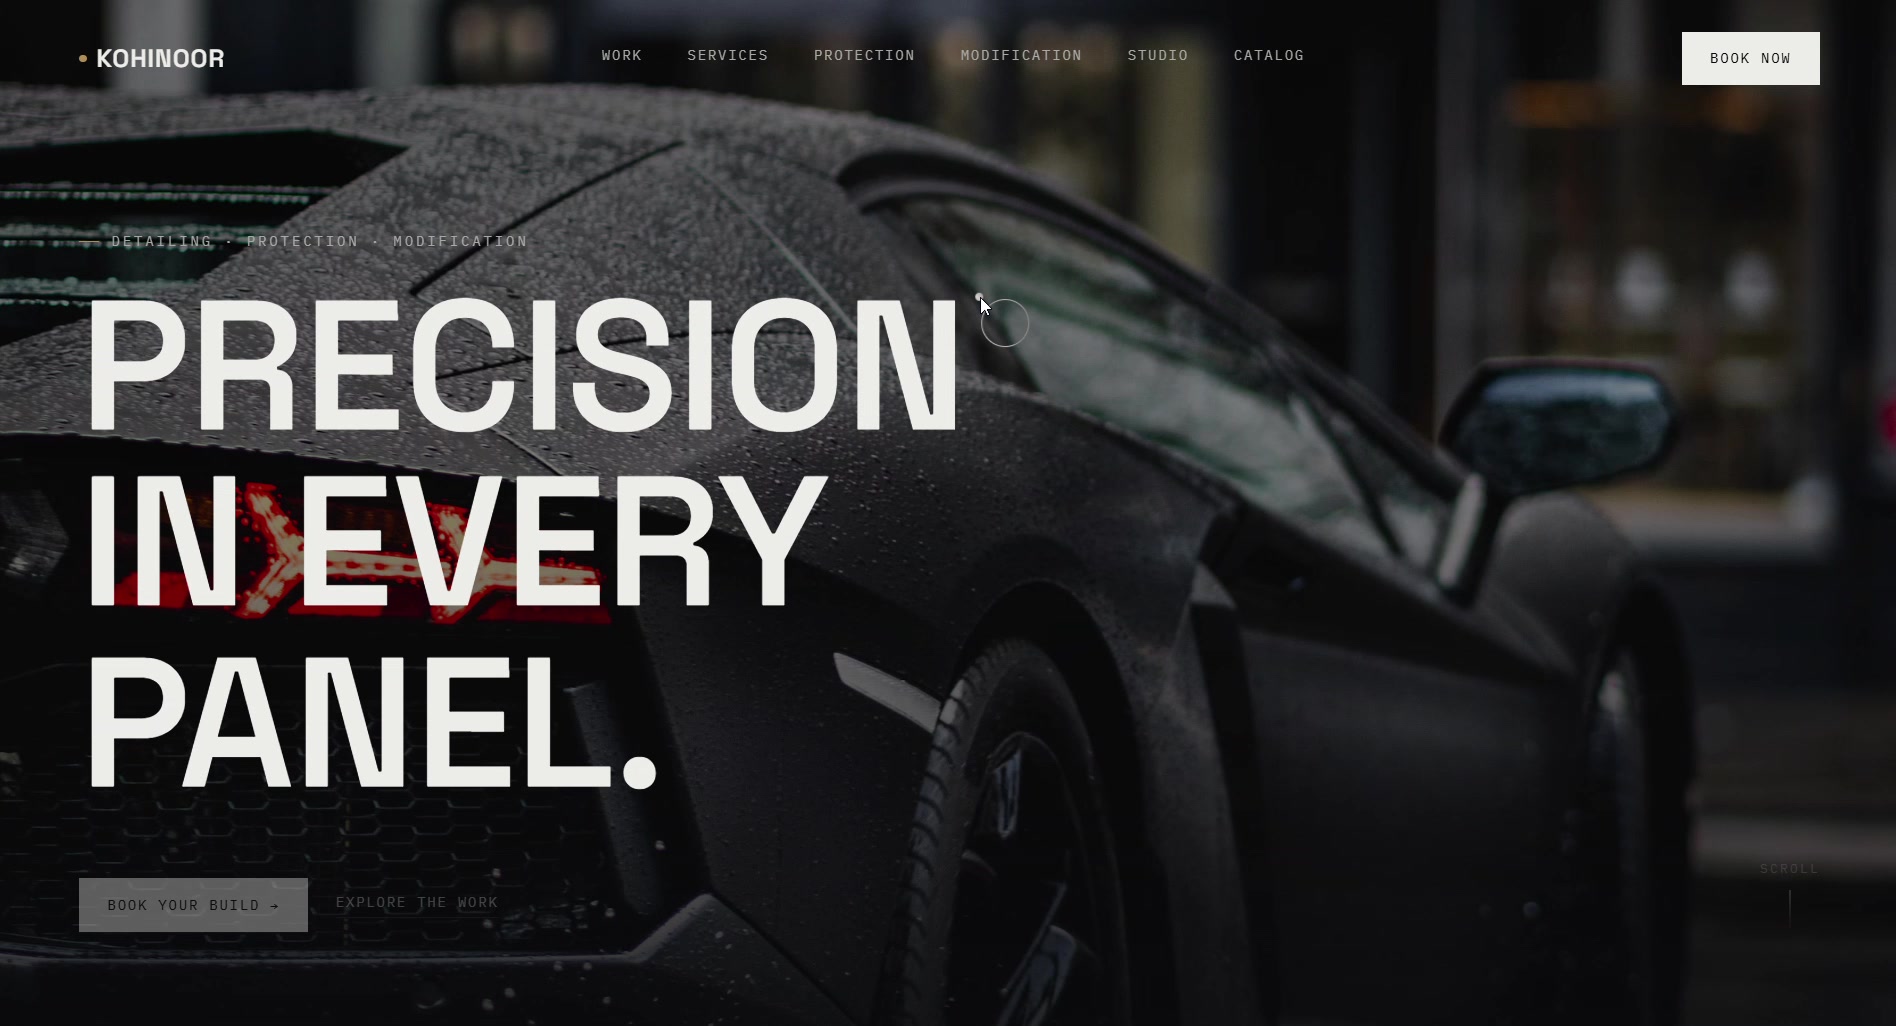 KOHINOOR
WORK SERVICES PROTECTION MODIFICATION STUDIO CATALOG
BOOK NOW
DETAILING · PROTECTION · MODIFICATION
PRECISION
IN EVERY
PANEL.
BOOK YOUR BUILD →
EXPLORE THE WORK
SCROLL